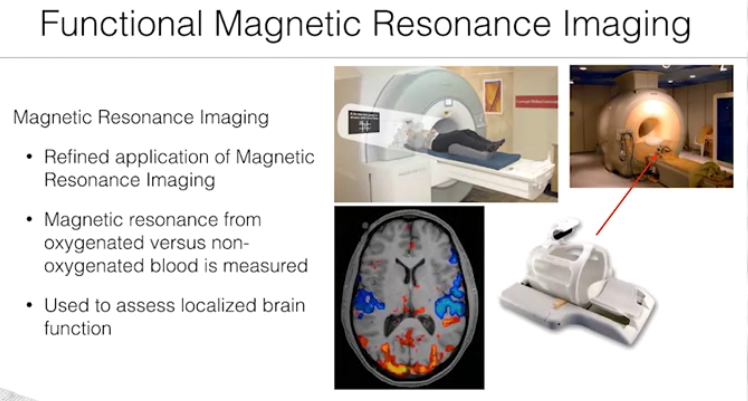 Functional Magnetic Resonance Imaging
Magnetic Resonance Imaging
• Refined application of Magnetic
Resonance Imaging
• Magnetic resonance from
oxygenated versus non-
oxygenated blood is measured
• Used to assess localized brain
function